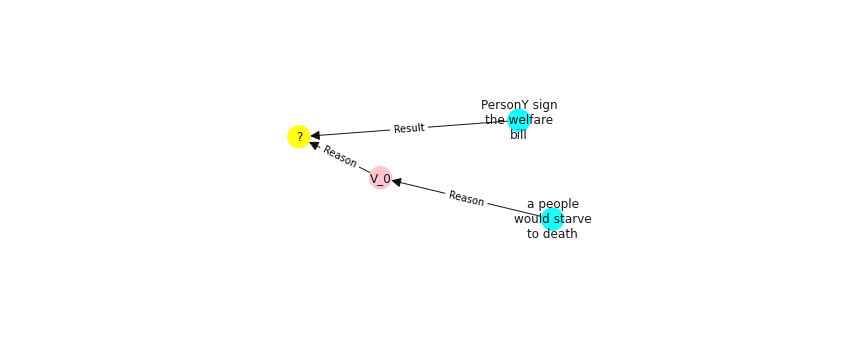 PersonY sign
the welfare
bill
Result
?
Reason
V_0
Reason
a people
would starve
to death